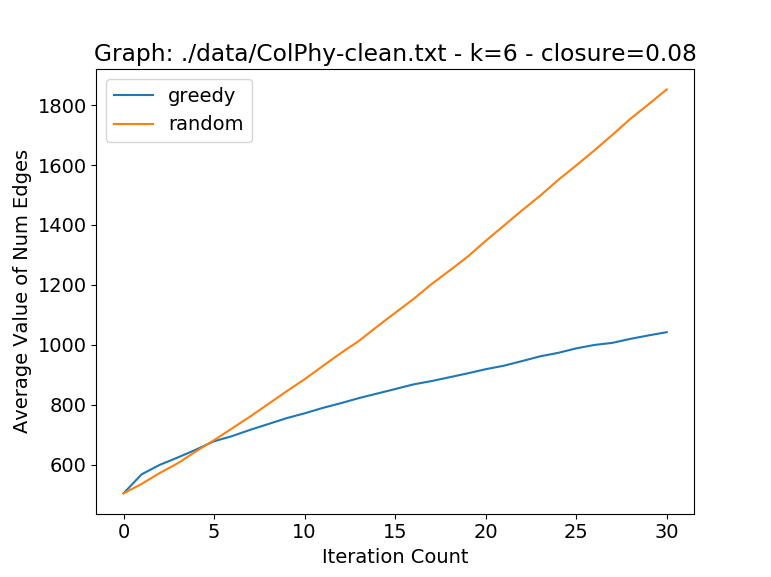 Graph: ./data/ColPhy-clean.txt - k=6 - closure=0.08
greedy
random
Average Value of Num Edges
1800
1600
1400
1200
1000
800
600
0 5 10 15 20 25 30
Iteration Count